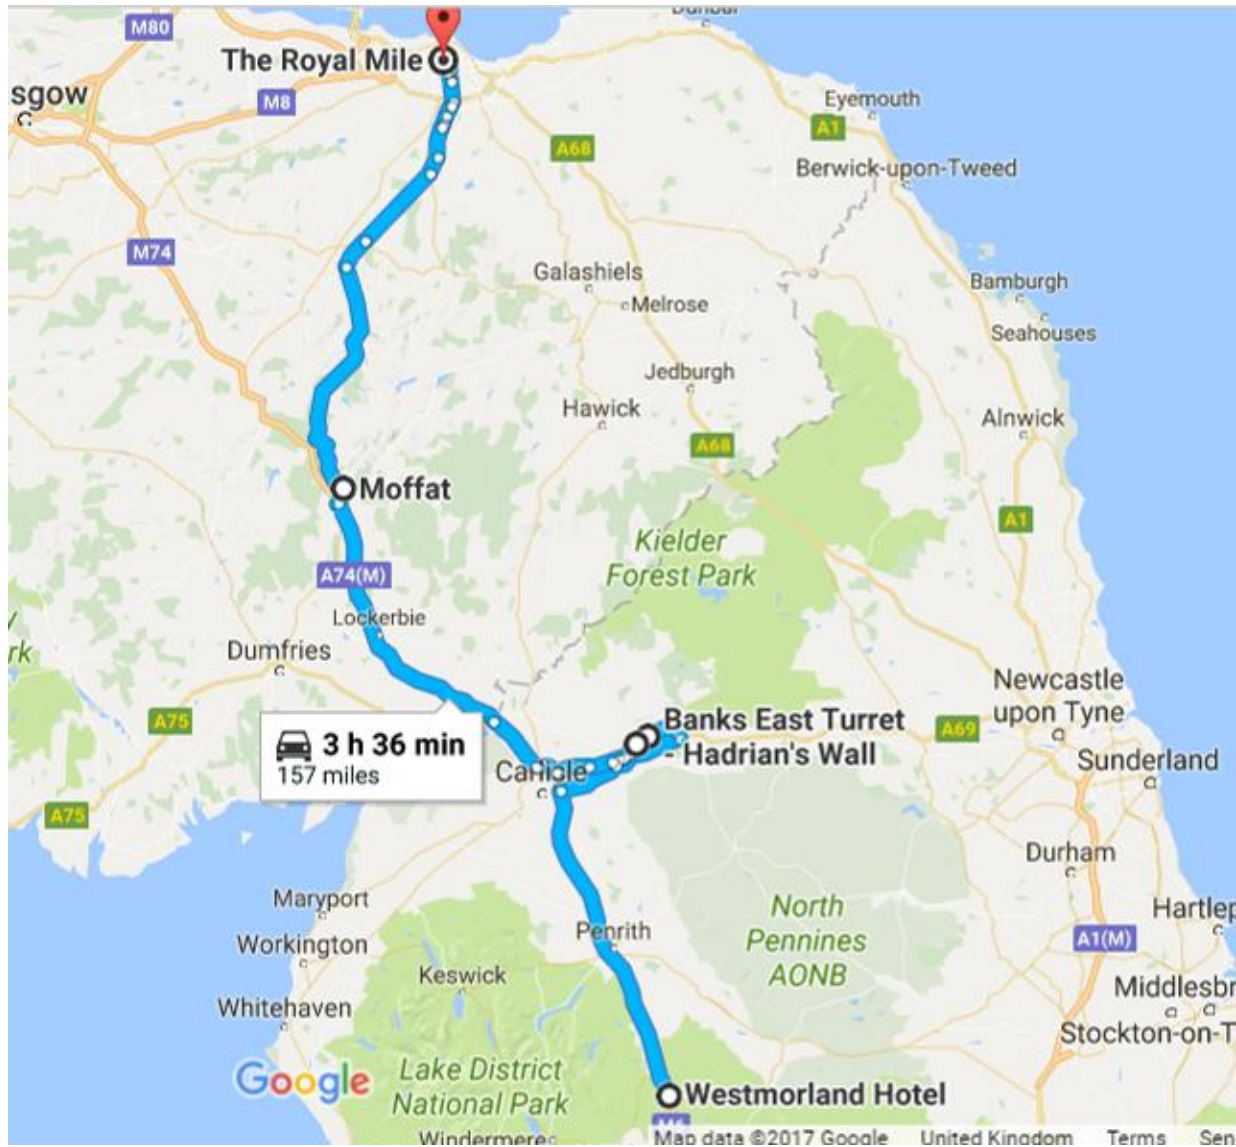 M80
Dunbar
The Royal Mile
sgow
M8
Eyemouth
A1
A68
Berwick-upon-Tweed
M74
Galashiels
Melrose
Bamburgh
Seahouses
Jedburgh
Hawick
Alnwick
A68
Moffat
A1
Kielder
Forest Park
A74(M)
Lockerbie
Dumfries
rk
Newcastle
upon Tyne
A75
Banks East Turret
- Hadrian's Wall
A69
3 h 36 min
157 miles
Carlisle
Sunderland
A75
Durham
Maryport
North
Pennines
AONB
Hartlep
Workington
Penrith
A1(M)
Keswick
Whitehaven
Middlesbr
Stockton-on-T
Google
Lake District
National Park
Westmorland Hotel
M6
Windermere
Map data ©2017 Google United Kingdom Terms Sen